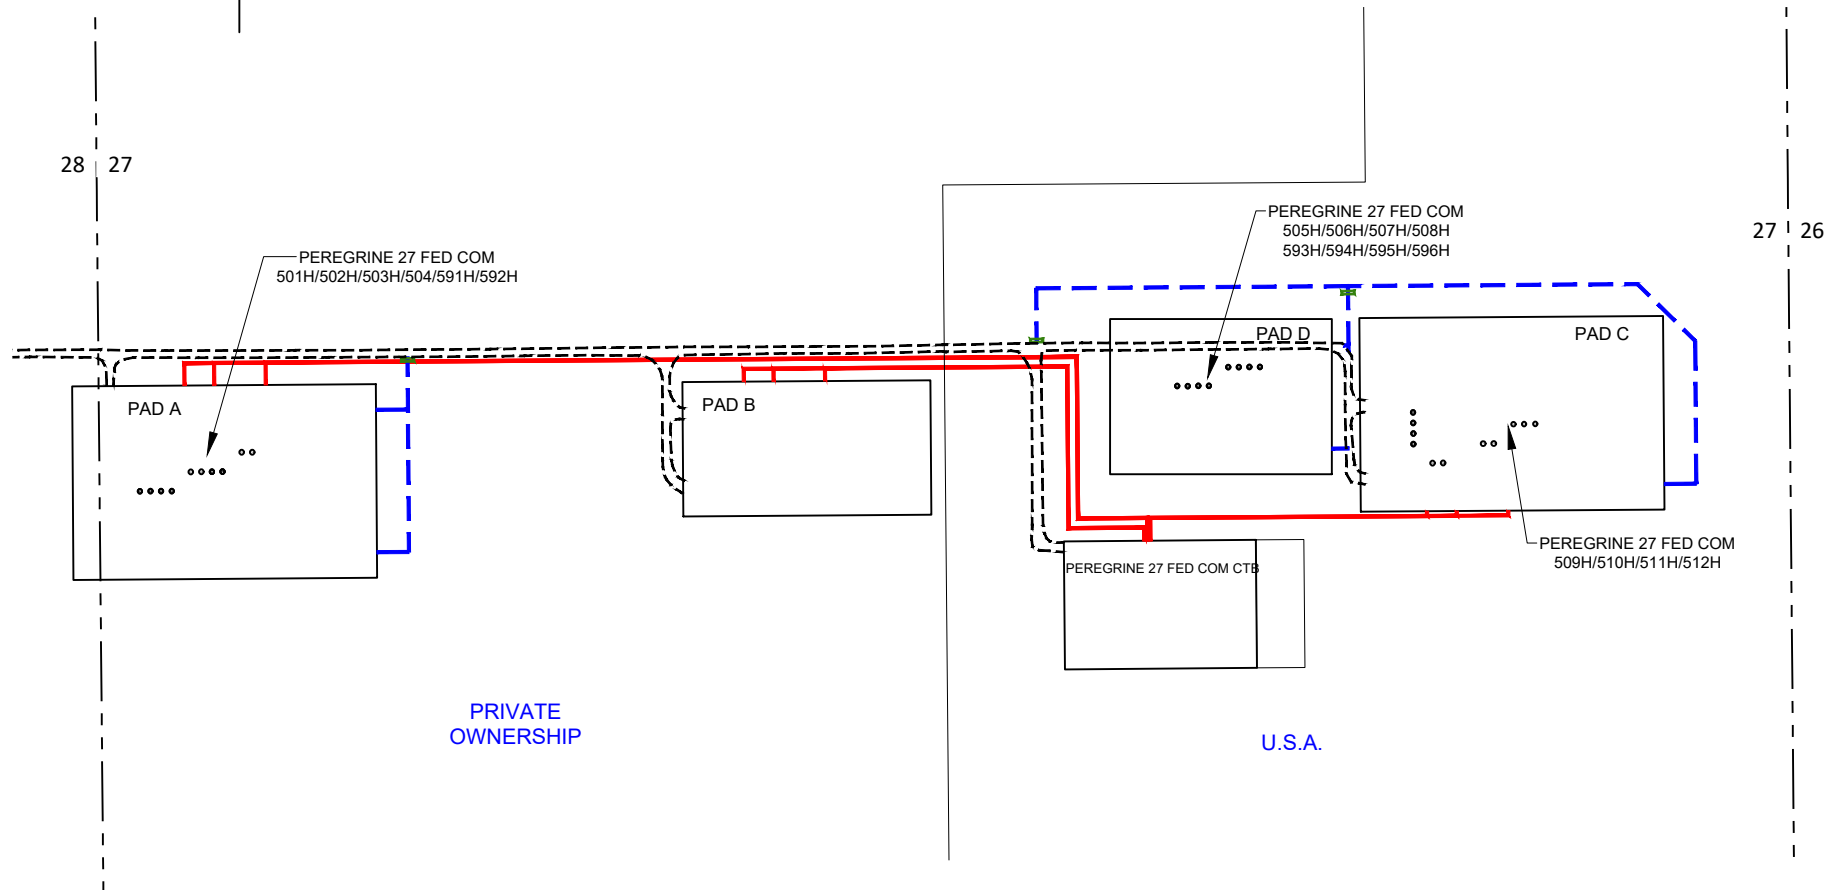 28 27
27 26
PEREGRINE 27 FED COM
505H/506H/507H/508H
593H/594H/595H/596H
PEREGRINE 27 FED COM
501H/502H/503H/504/591H/592H
PAD D
PAD C
PAD A
PAD B
PEREGRINE 27 FED COM
509H/510H/511H/512H
PEREGRINE 27 FED COM CTB
PRIVATE
OWNERSHIP
U.S.A.